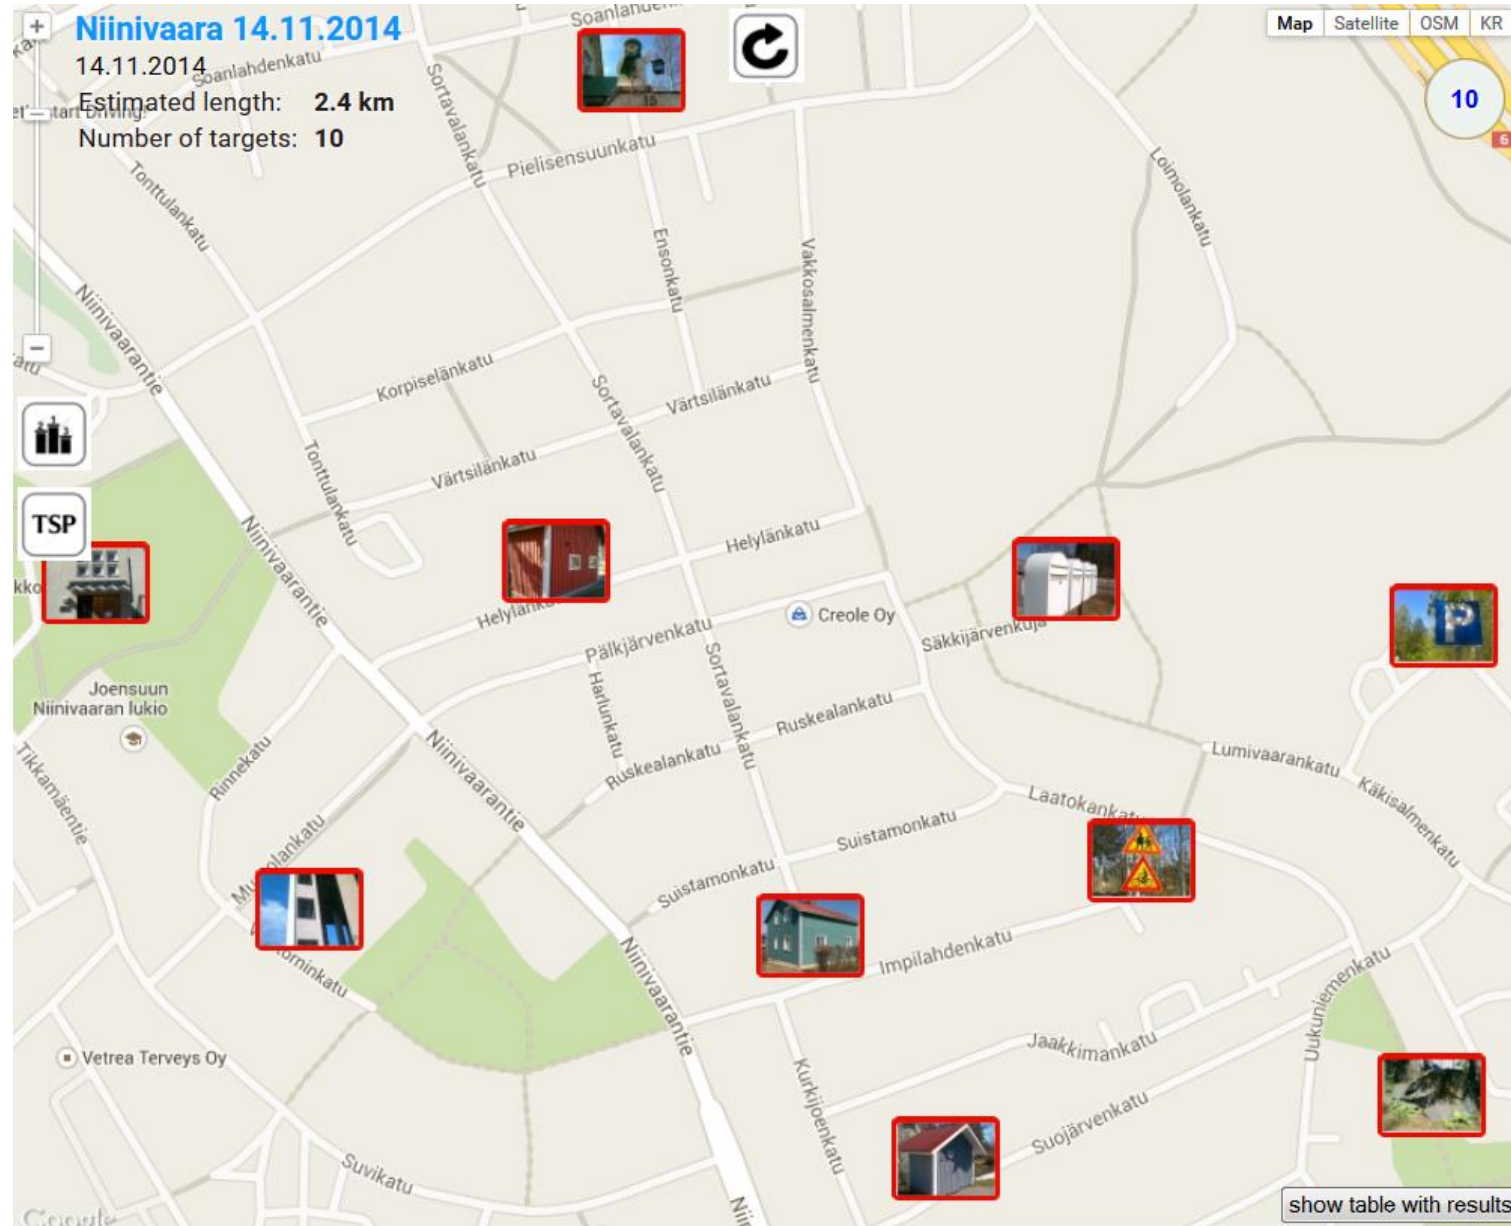 Niinivaara 14.11.2014
14.11.2014
Estimated length: 2.4 km
Number of targets: 10
Map
Satellite
OSM
KR
10
6
Soanlahdenkatu
Sortavalankatu
Pielisensuunkatu
Tonttulankatu
Loimolankatu
Ensonkatu
Vakkosalmenkatu
Niinivaarantie
Korpiselänkatu
Värtsilänkatu
Sortavalankatu
Tonttulankatu
Värtsilänkatu
TSP
Niinivaarantie
Helylänkatu
Creole Oy
Pälkjärvenkatu
Säkkijärvenkuja
P
Joensuun
Niinivaaran lukio
Harlunkatu
Sortavalankatu
Ruskealankatu
Ruskealankatu
Rinnekatu
Niinivaarantie
Tikkamäentie
Lumivaarankatu
Käkisalmenkatu
Suistamonkatu
Suistamonkatu
Impilahdenkatu
Niinivaarantie
Uukuniemenkatu
Jaakkimankatu
Vetrea Terveys Oy
Kurkijoenkatu
Suojärvenkatu
Suvikatu
Google
show table with results